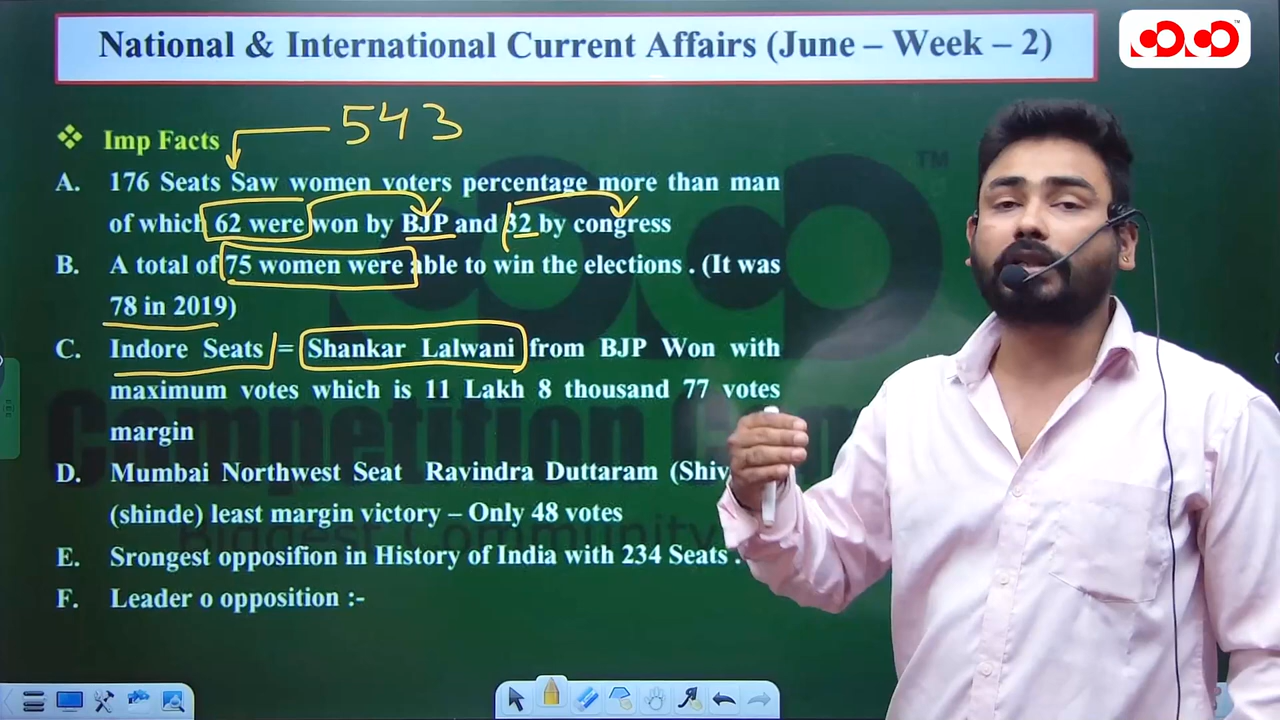 National & International Current Affairs (June – Week – 2)
543
❖ Imp Facts
A. 176 Seats Saw women voters percentage more than man
of which 62 were won by BJP and 32 by congress
B. A total of 75 women were able to win the elections . (It was
78 in 2019)
C. Indore Seats = Shankar Lalwani from BJP Won with
maximum votes which is 11 Lakh 8 thousand 77 votes
margin
D. Mumbai Northwest Seat Ravindra Duttaram
(shinde) least margin victory – Only 48 votes
E. Srongest opposifion in History of India with 234 Seats .
F. Leader o opposition :-
TM
Competition
Biggest Community